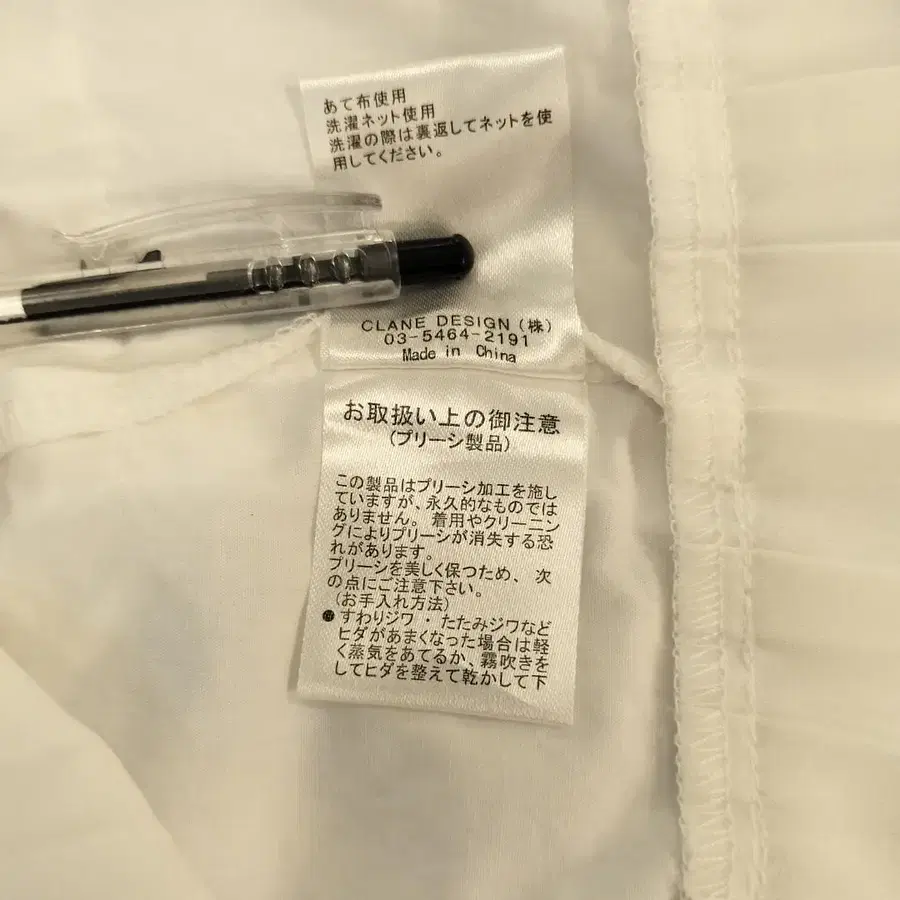 あて布使用
洗濯ネット使用
洗濯の際は裏返してネットを使
用してください。
CLANE DESIGN (株)
03-5464-2191
Made in China
お取扱い上の御注意
(プリーシ製品)
この製品はプリーシ加工を施し
ていますが、永久的なものでは
ありません。着用やクリーニン
グによりプリーシが消失する恐
れがあります。
プリーシを美しく保つため、次
の点にご注意下さい。
(お手入れ方法)
●すわりジワ・たたみジワなど
ヒダがあまくなった場合は軽
く蒸気をあてるか、霧吹きを
してヒダを整えて乾かして下